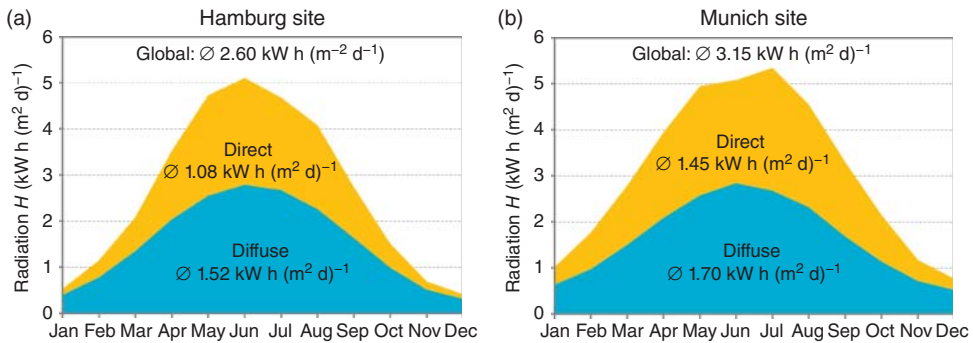 (a)
Hamburg site
Global: ∅ 2.60 kW h (m⁻² d⁻¹)
Radiation H (kW h (m² d)⁻¹
6
5
4
3
2
1
0
Direct
∅ 1.08 kW h (m² d)⁻¹
Diffuse
∅ 1.52 kW h (m² d)⁻¹
Jan Feb Mar Apr May Jun Jul Aug Sep Oct Nov Dec
(b)
Munich site
Global: ∅ 3.15 kW h (m² d)⁻¹
Radiation H (kW h (m² d)⁻¹
6
5
4
3
2
1
0
Direct
∅ 1.45 kW h (m² d)⁻¹
Diffuse
∅ 1.70 kW h (m² d)⁻¹
Jan Feb Mar Apr May Jun Jul Aug Sep Oct Nov Dec